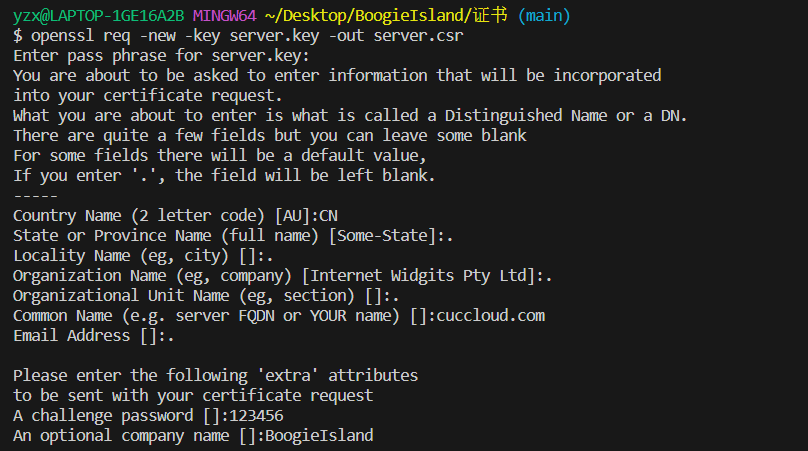 yzx@LAPTOP-1GE16A2B MINGW64 ~/Desktop/BoogieIsland/证书 (main)
$ openssl req -new -key server.key -out server.csr
Enter pass phrase for server.key:
You are about to be asked to enter information that will be incorporated
into your certificate request.
What you are about to enter is what is called a Distinguished Name or a DN.
There are quite a few fields but you can leave some blank
For some fields there will be a default value,
If you enter '.', the field will be left blank.
-----
Country Name (2 letter code) [AU]:CN
State or Province Name (full name) [Some-State]:.
Locality Name (eg, city) []:.
Organization Name (eg, company) [Internet Widgits Pty Ltd]:.
Organizational Unit Name (eg, section) []:.
Common Name (e.g. server FQDN or YOUR name) []:cuccloud.com
Email Address []:.

Please enter the following 'extra' attributes
to be sent with your certificate request
A challenge password []:123456
An optional company name []:BoogieIsland